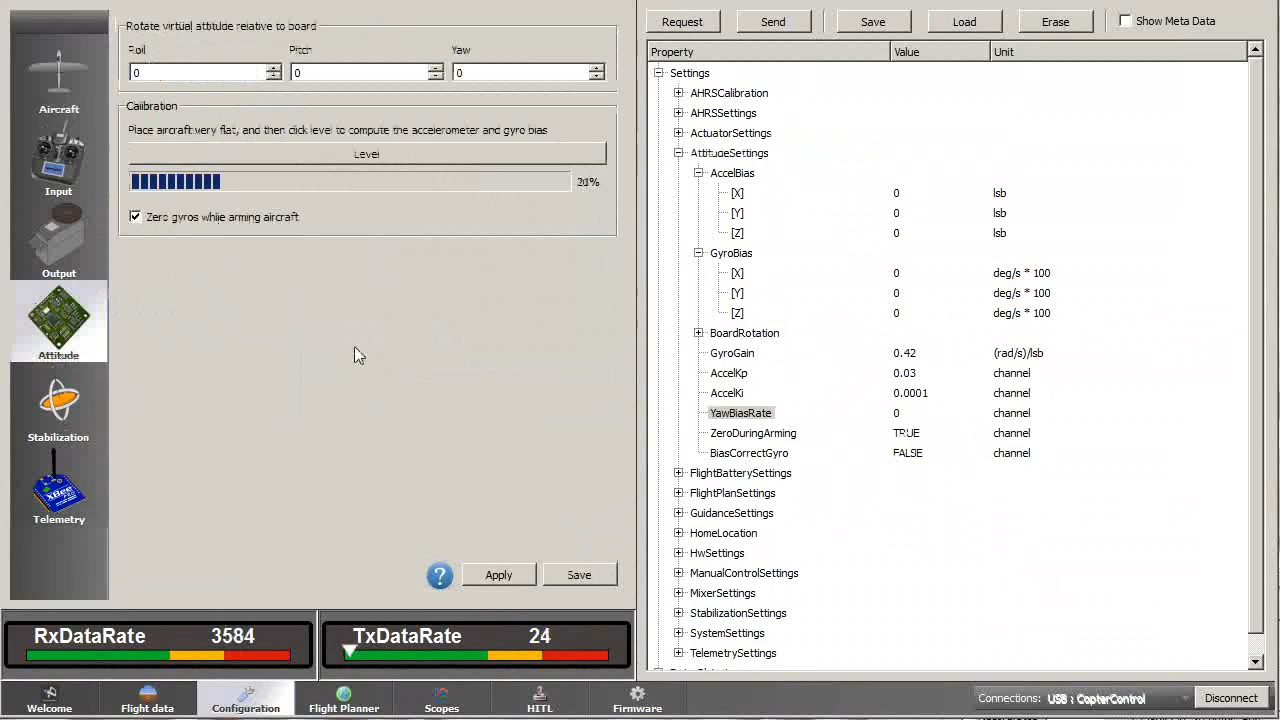 Aircraft
Input
Output
Attitude
Stabilization
Telemetry
Rotate virtual attitude relative to board
Roll Pitch Yaw
0 0 0
Calibration
Place aircraft very flat, and then click level to compute the accelerometer and gyro bias
Level
Zero gyros while arming aircraft
? Apply Save
RxDataRate 3584
TxDataRate 24
Request Send Save Load Erase Show Meta Data
Property Value Unit
Settings
AHRSCalibration
AHRSSettings
ActuatorSettings
AttitudeSettings
AccelBias
[X] 0 lsb
[Y] 0 lsb
[Z] 0 lsb
GyroBias
[X] 0 deg/s * 100
[Y] 0 deg/s * 100
[Z] 0 deg/s * 100
BoardRotation
GyroGain 0.42 (rad/s)/lsb
AccelKp 0.03 channel
AccelKi 0.0001 channel
YawBiasRate 0 channel
ZeroDuringArming TRUE channel
BiasCorrectGyro FALSE channel
FlightBatterySettings
FlightPlanSettings
GuidanceSettings
HomeLocation
HwSettings
ManualControlSettings
MixerSettings
StabilizationSettings
SystemSettings
TelemetrySettings
Welcome Flight data Configuration Flight Planner Scopes HITL Firmware
Connections: USB : CopterControl Disconnect